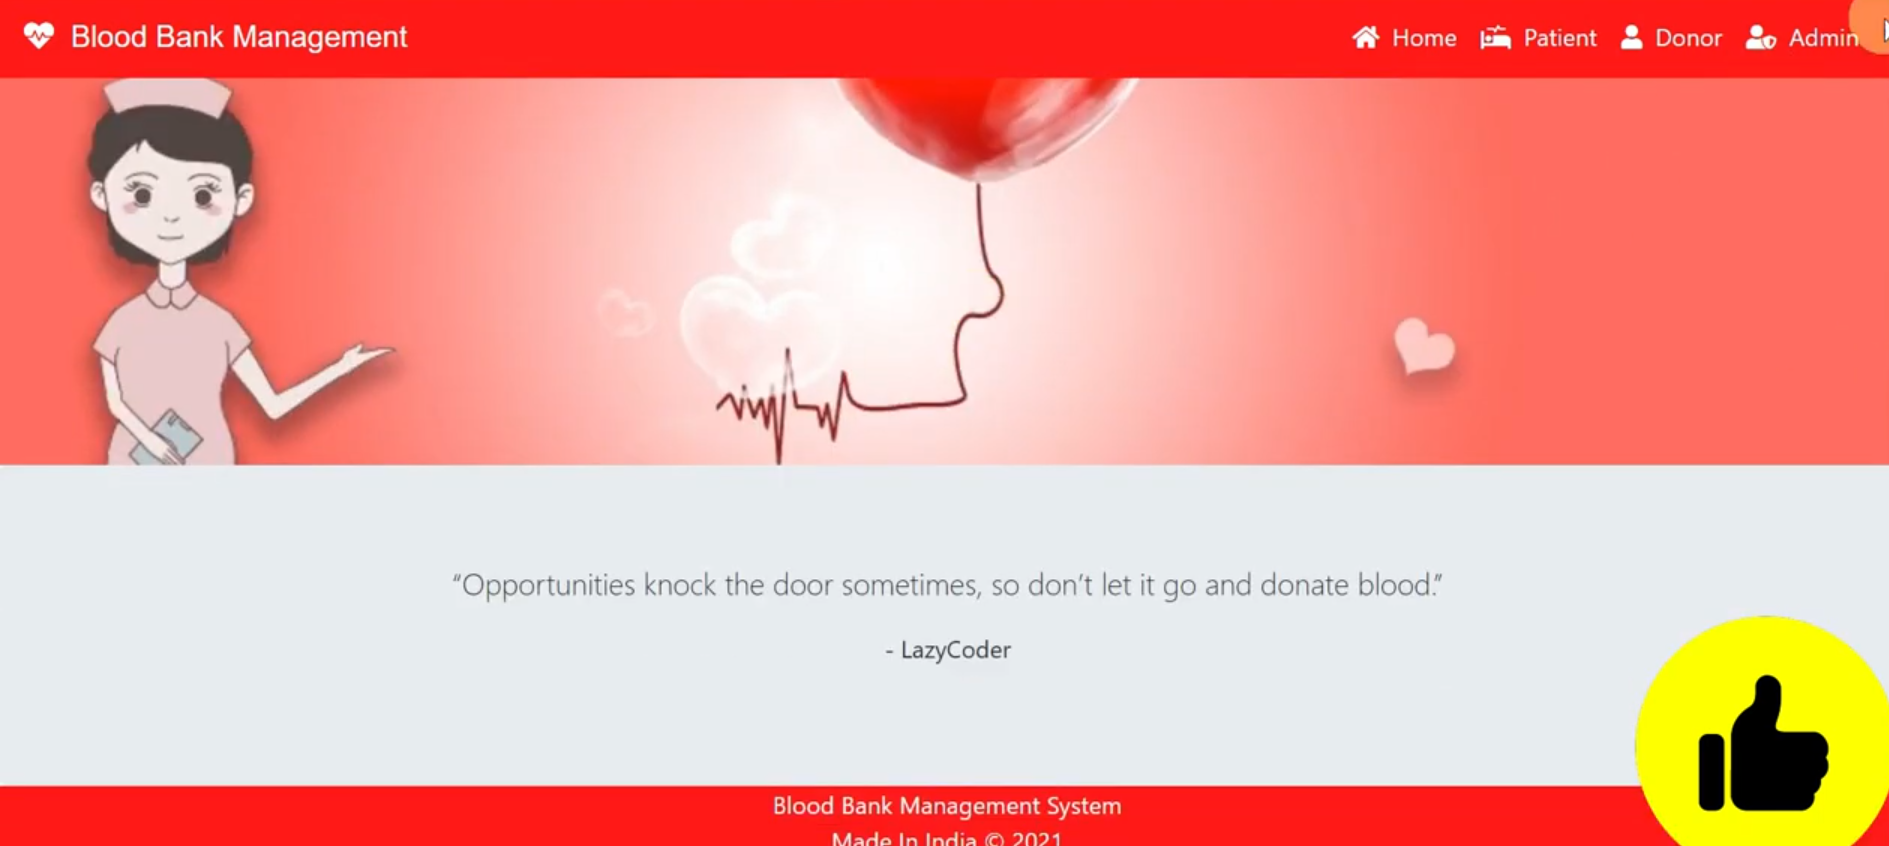 Blood Bank Management
Home Patient Donor Admin
“Opportunities knock the door sometimes, so don’t let it go and donate blood.”
- LazyCoder
Blood Bank Management System
Made In India © 2021